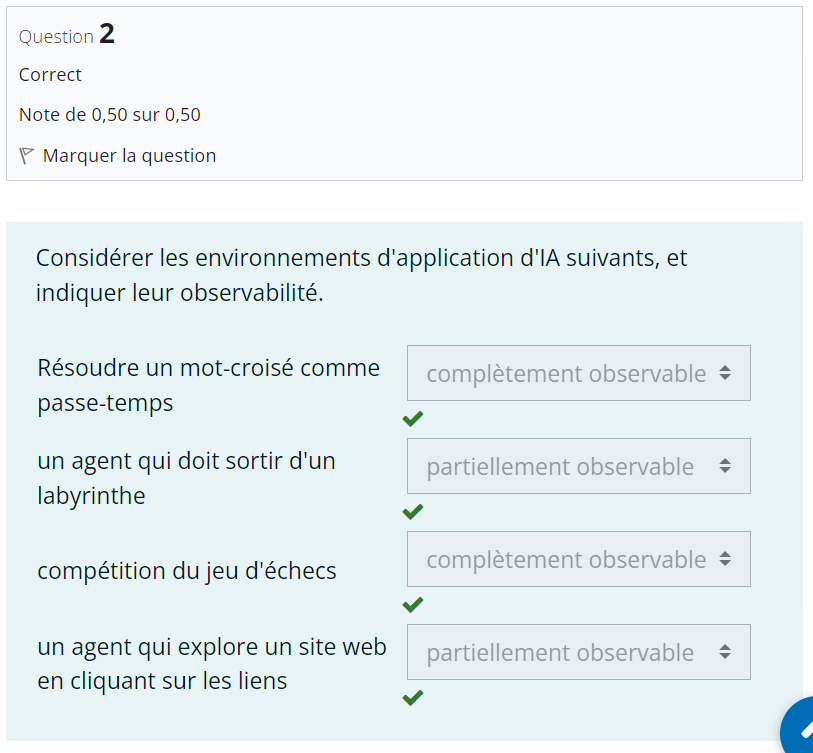 Question 2
Correct
Note de 0,50 sur 0,50
Marquer la question
Considérer les environnements d'application d'IA suivants, et
indiquer leur observabilité.
Résoudre un mot-croisé comme
passe-temps
complètement observable
un agent qui doit sortir d'un
labyrinthe
partiellement observable
compétition du jeu d'échecs
complètement observable
un agent qui explore un site web
en cliquant sur les liens
partiellement observable